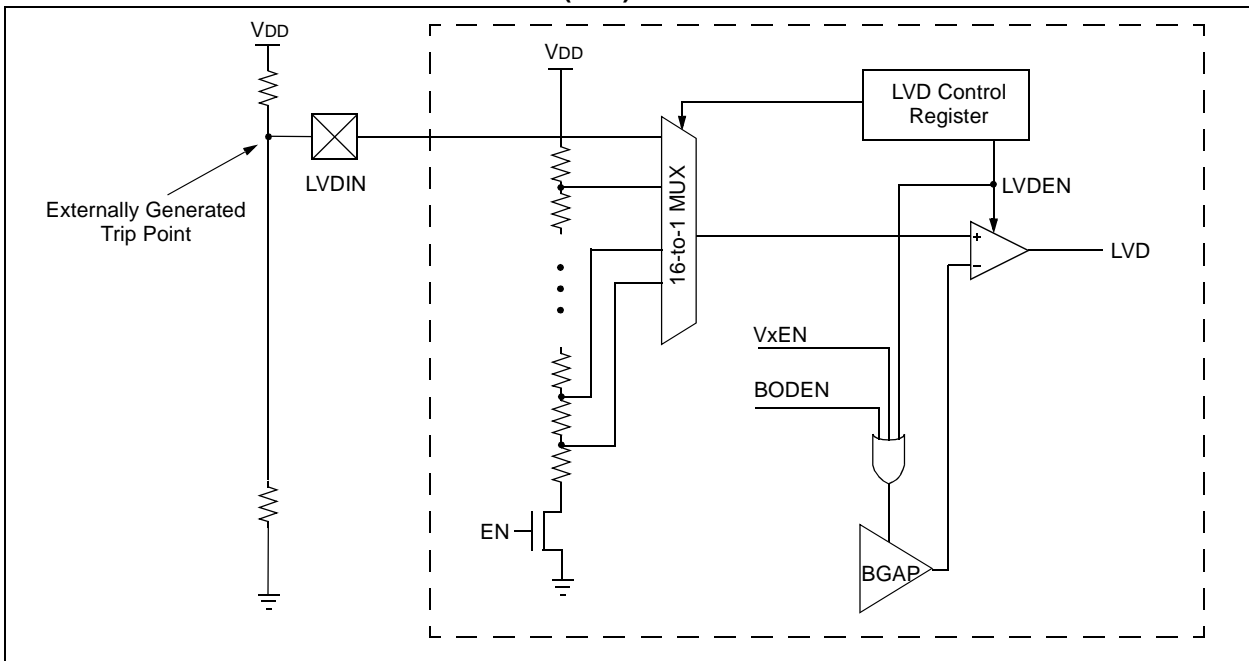 VDD
VDD
LVD Control
Register
LVDIN
16-to-1 MUX
LVDEN
Externally Generated
Trip Point
+
–
LVD
VxEN
BODEN
EN
BGAP